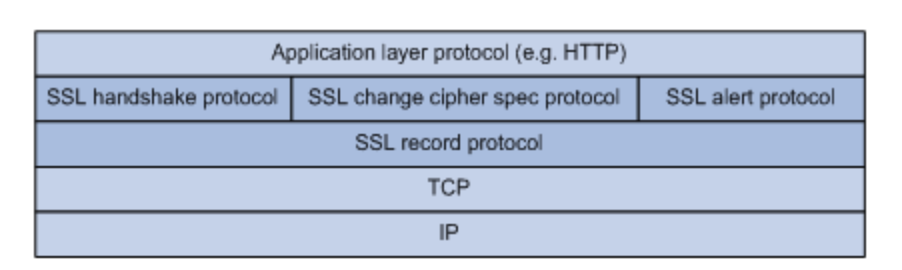 Application layer protocol (e.g. HTTP)
SSL handshake protocol
SSL change cipher spec protocol
SSL alert protocol
SSL record protocol
TCP
IP